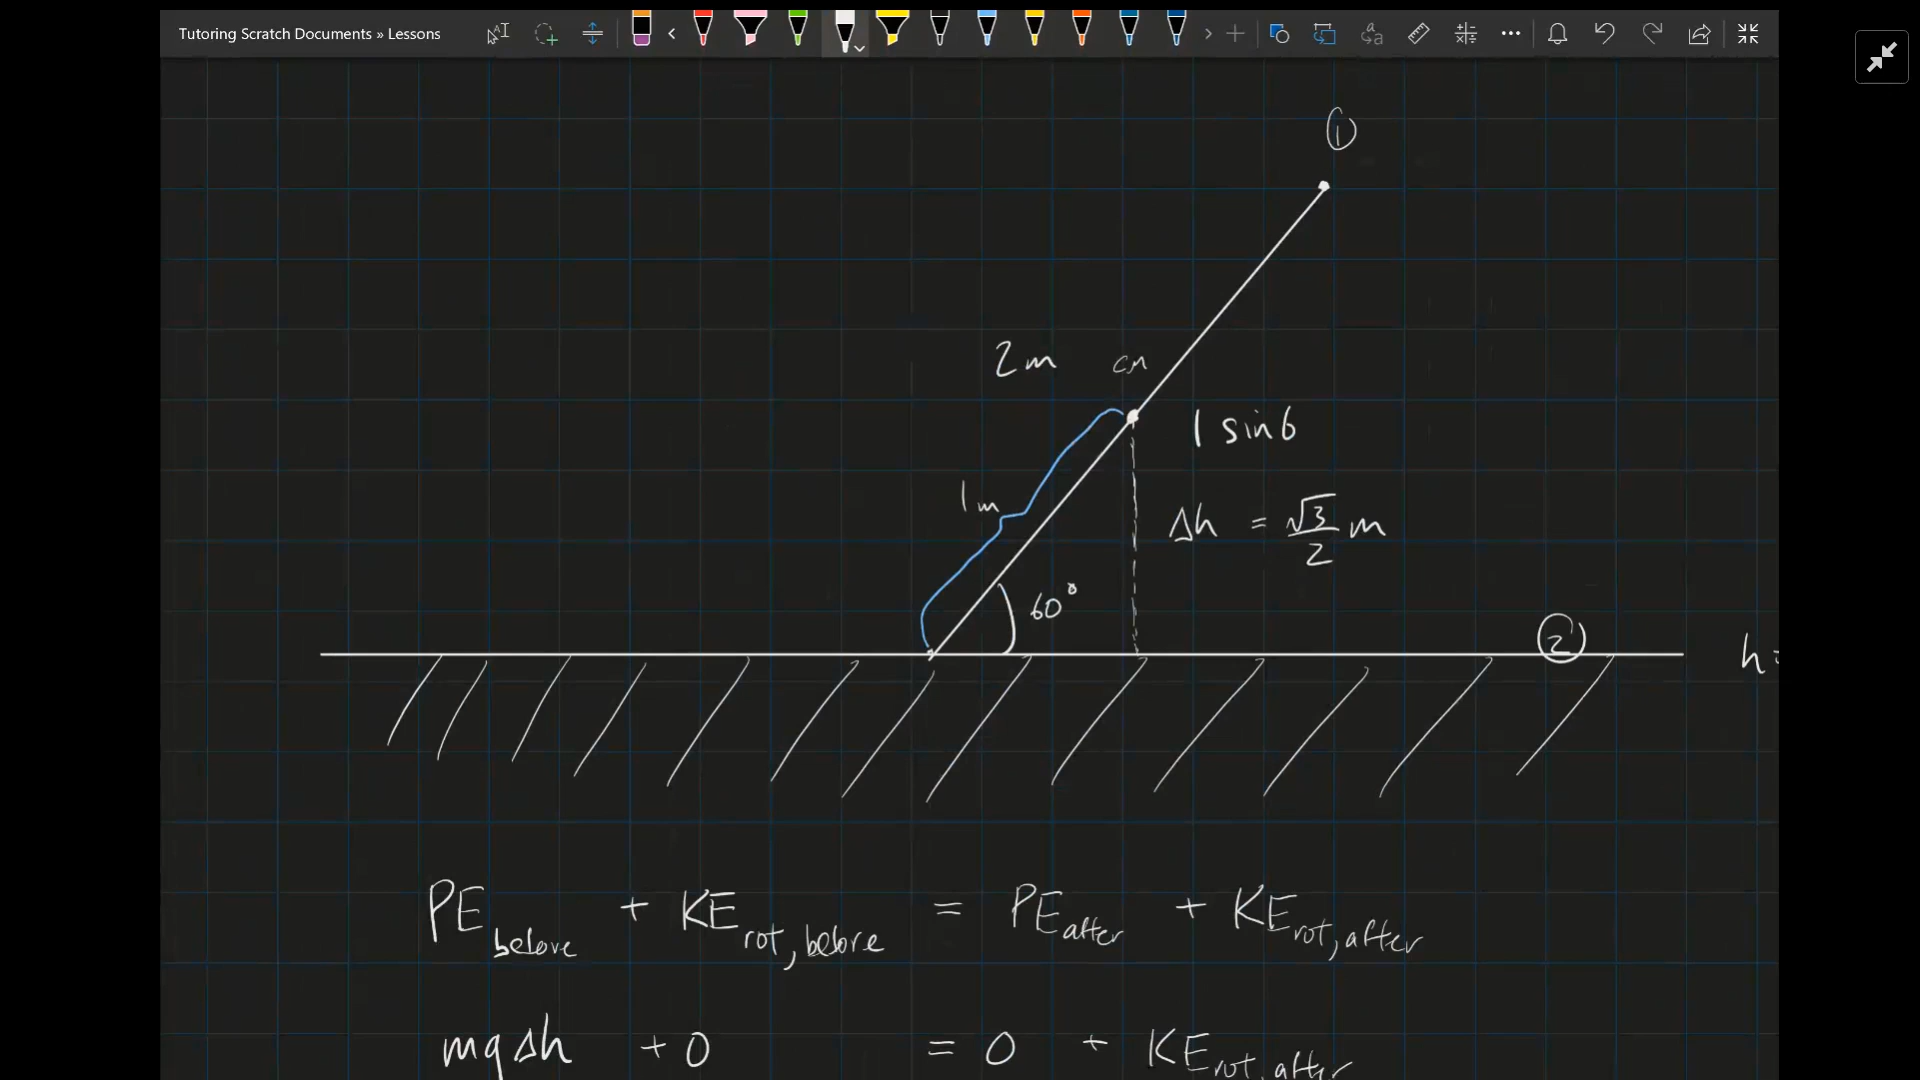 Tutoring Scratch Documents » Lessons
①
2m
CM
1 sin6
1m
Δh = √3/2 m
60°
②
h=
PE before + KE rot, before = PE after + KE rot, after
mgΔh + 0 = 0 + KE rot, after